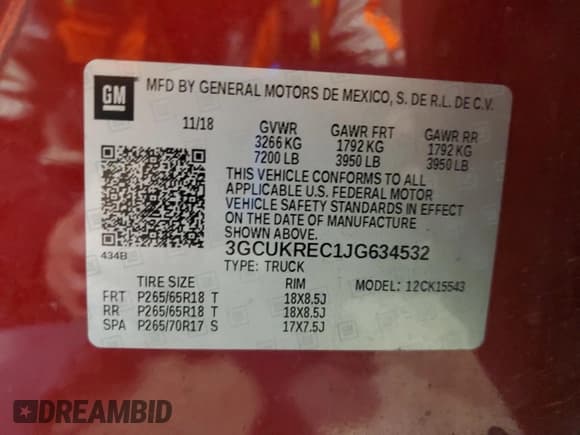 GM
MFD BY GENERAL MOTORS DE MEXICO, S. DE R.L. DE C.V.
11/18 GVWR GAWR FRT GAWR RR
3266 KG 1792 KG 1792 KG
7200 LB 3950 LB 3950 LB
THIS VEHICLE CONFORMS TO ALL
APPLICABLE U.S. FEDERAL MOTOR
VEHICLE SAFETY STANDARDS IN EFFECT
ON THE DATE OF MANUFACTURE
SHOWN ABOVE.
434B
3GCUKREC1JG634532
TYPE: TRUCK
MODEL: 12CK15543
TIRE SIZE RIM
FRT P265/65R18 T 18X8.5J
RR P265/65R18 T 18X8.5J
SPA P265/70R17 S 17X7.5J
DREAMBID